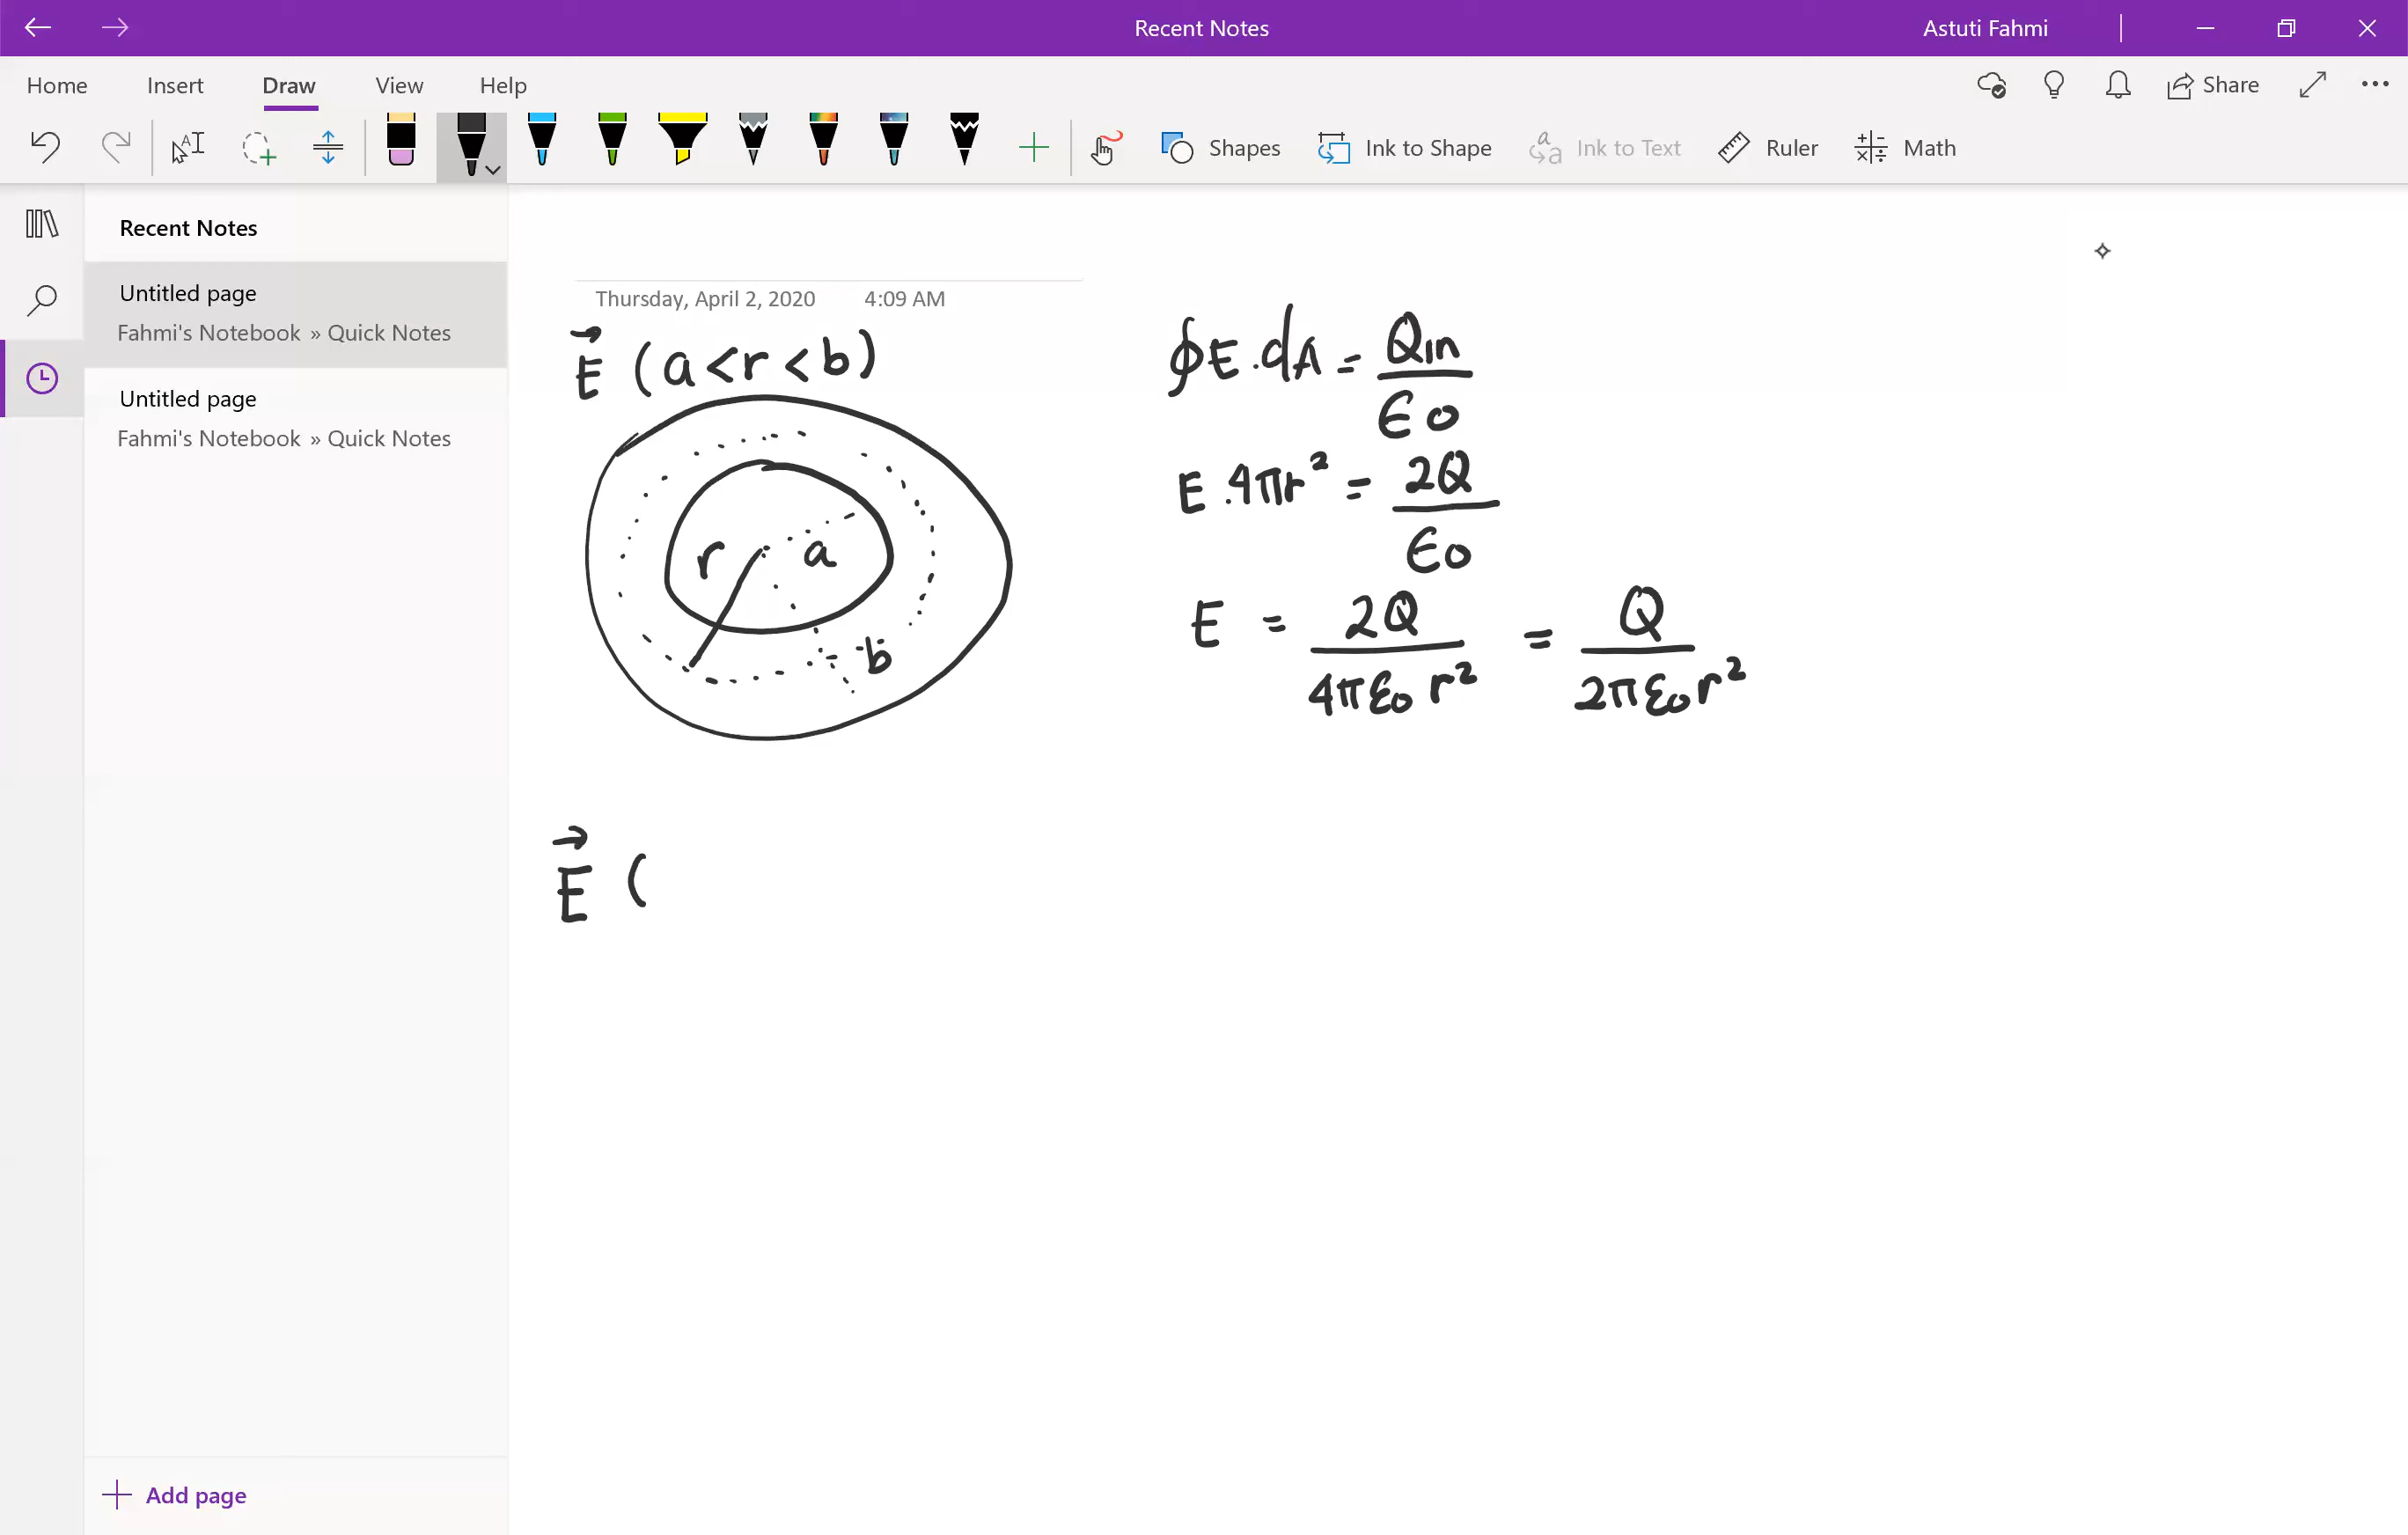 Recent Notes
Astuti Fahmi
Home Insert Draw View Help
Share
Shapes Ink to Shape Ink to Text Ruler Math
Recent Notes
Untitled page
Fahmi's Notebook » Quick Notes
Untitled page
Fahmi's Notebook » Quick Notes
Add page
Thursday, April 2, 2020 4:09 AM
E⃗ (a<r<b)
r a
b
∮E.dA = Qin/ϵo
E.4πr² = 2Q/ϵo
E = 2Q/4πε₀r² = Q/2πε₀r²
E⃗ (